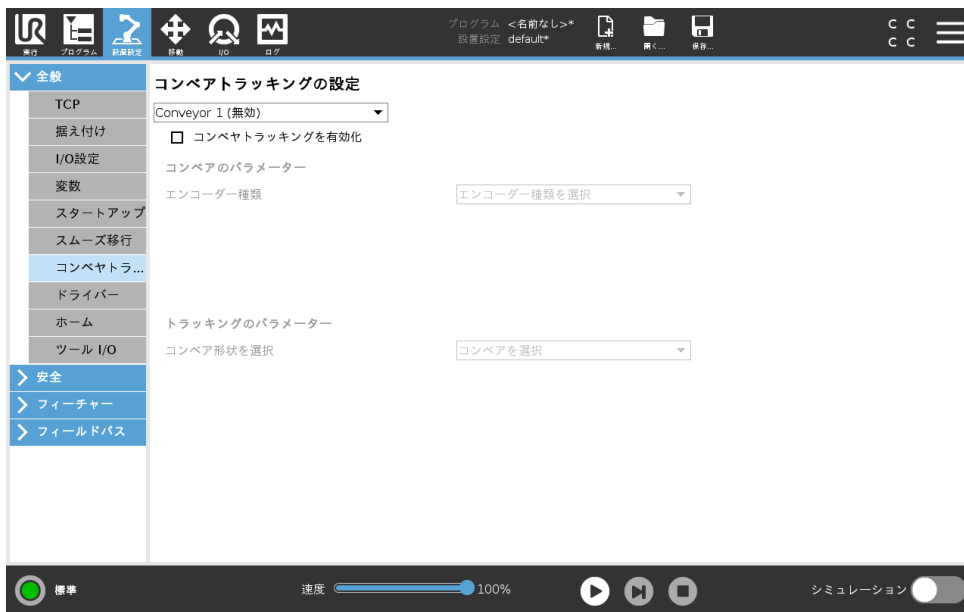 プログラム <名前なし>*
設置設定 default*
実行
プログラム
設置設定
移動
I/O
ログ
新規...
開く...
保存...
C C
C C
全般
TCP
据え付け
I/O設定
変数
スタートアップ
スムーズ移行
コンベヤトラ...
ドライバー
ホーム
ツール I/O
安全
フィーチャー
フィールドバス
コンベアトラッキングの設定
Conveyor 1 (無効)
コンベヤトラッキングを有効化
コンベアのパラメーター
エンコーダー種類
エンコーダー種類を選択
トラッキングのパラメーター
コンベア形状を選択
コンベアを選択
標準
速度
100%
シミュレーション